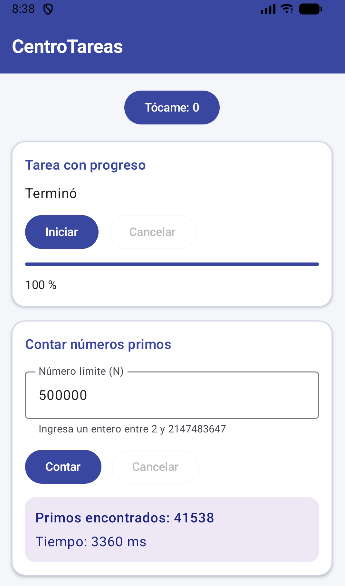 8:38
CentroTareas
Tócame: 0
Tarea con progreso
Terminó
Iniciar
Cancelar
100 %
Contar números primos
Número límite (N)
500000
Ingresa un entero entre 2 y 2147483647
Contar
Cancelar
Primos encontrados: 41538
Tiempo: 3360 ms